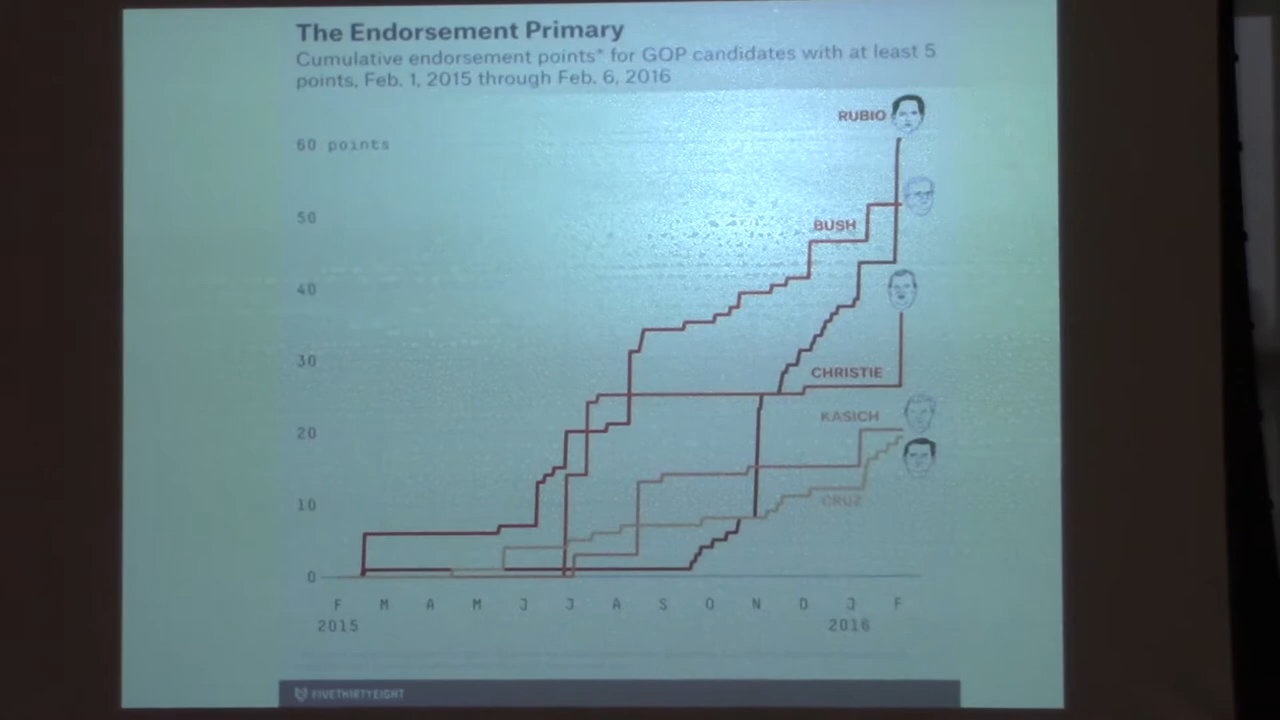 The Endorsement Primary
Cumulative endorsement points* for GOP candidates with at least 5
points, Feb. 1, 2015 through Feb. 6, 2016
RUBIO
60 points
50
BUSH
40
30
CHRISTIE
KASICH
20
CRUZ
10
0
F M A M J J A S O N D J F
2015 2016
FIVETHIRTYEIGHT